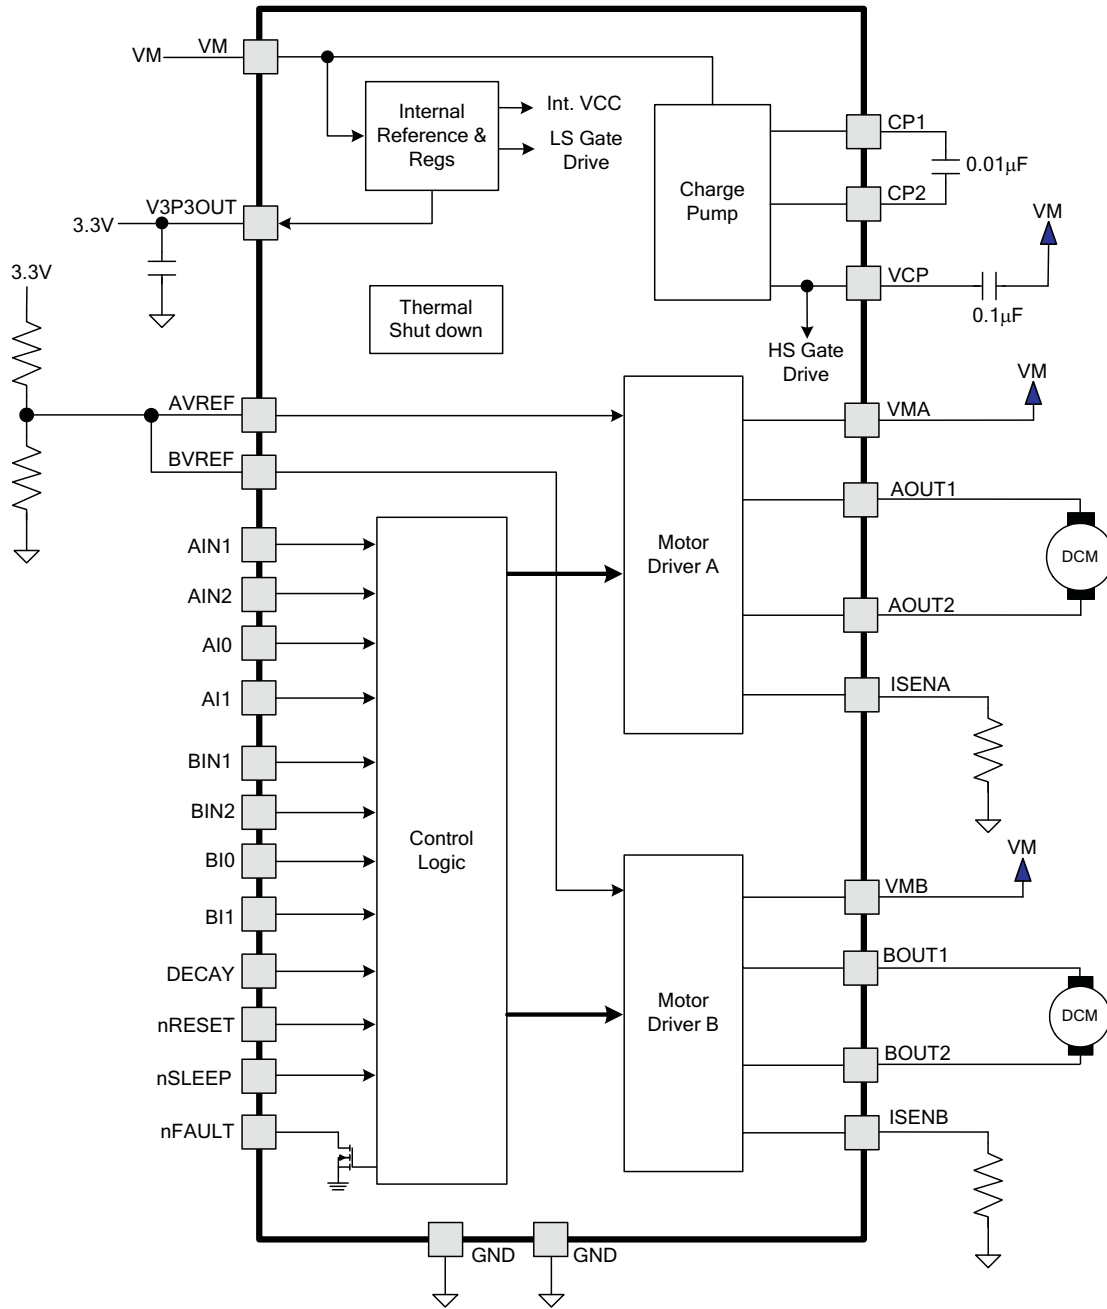 VM
VM
Internal
Reference &
Regs
Int. VCC
LS Gate
Drive
Charge
Pump
CP1
0.01µF
CP2
VM
V3P3OUT
3.3V
3.3V
VCP
0.1µF
Thermal
Shut down
HS Gate
Drive
VM
AVREF
VMA
BVREF
AOUT1
AIN1
Motor
Driver A
DCM
AIN2
AOUT2
AI0
AI1
ISENA
BIN1
BIN2
Control
Logic
BI0
VM
VMB
BI1
BOUT1
DECAY
Motor
Driver B
DCM
nRESET
BOUT2
nSLEEP
ISENB
nFAULT
GND
GND